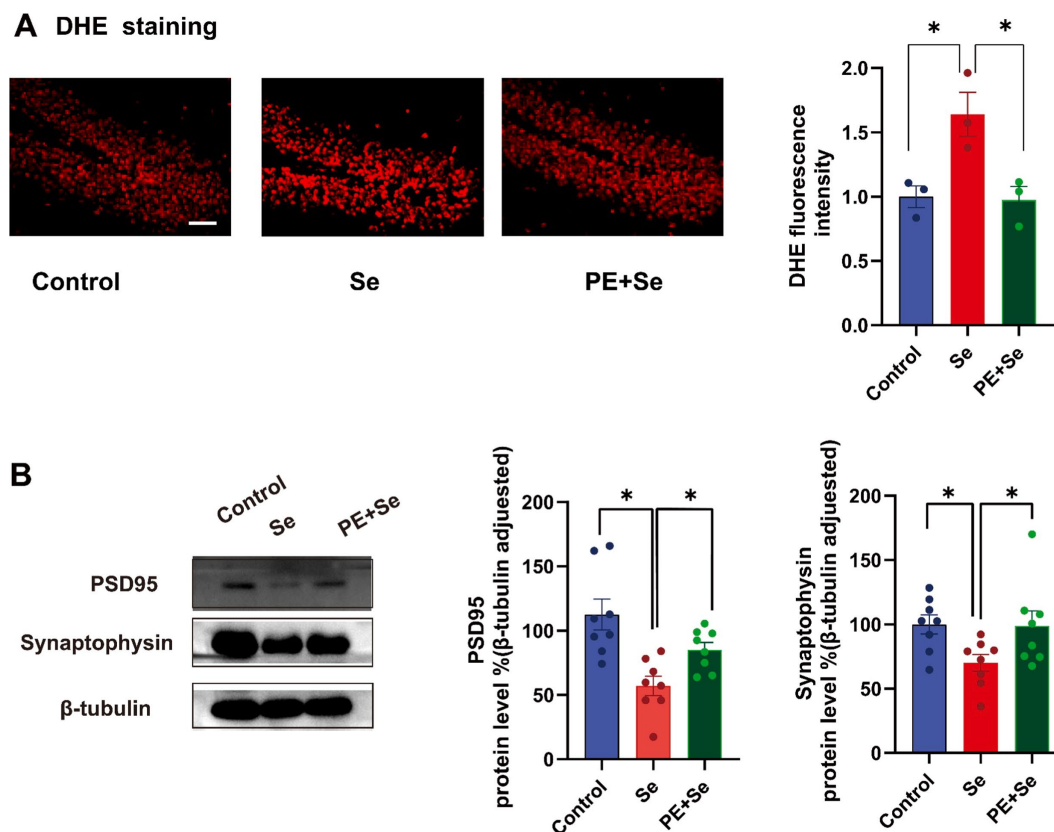 A DHE staining
Control
Se
PE+Se
DHE fluorescence
intensity
2.0
1.5
1.0
0.5
0.0
*
*
Control
Se
PE+Se
B
Control
Se
PE+Se
PSD95
Synaptophysin
β-tubulin
PSD95
protein level %(β-tubulin adjuested)
200
150
100
50
0
*
*
Control
Se
PE+Se
Synaptophysin
protein level %(β-tubulin adjuested)
200
150
100
50
0
*
*
Control
Se
PE+Se